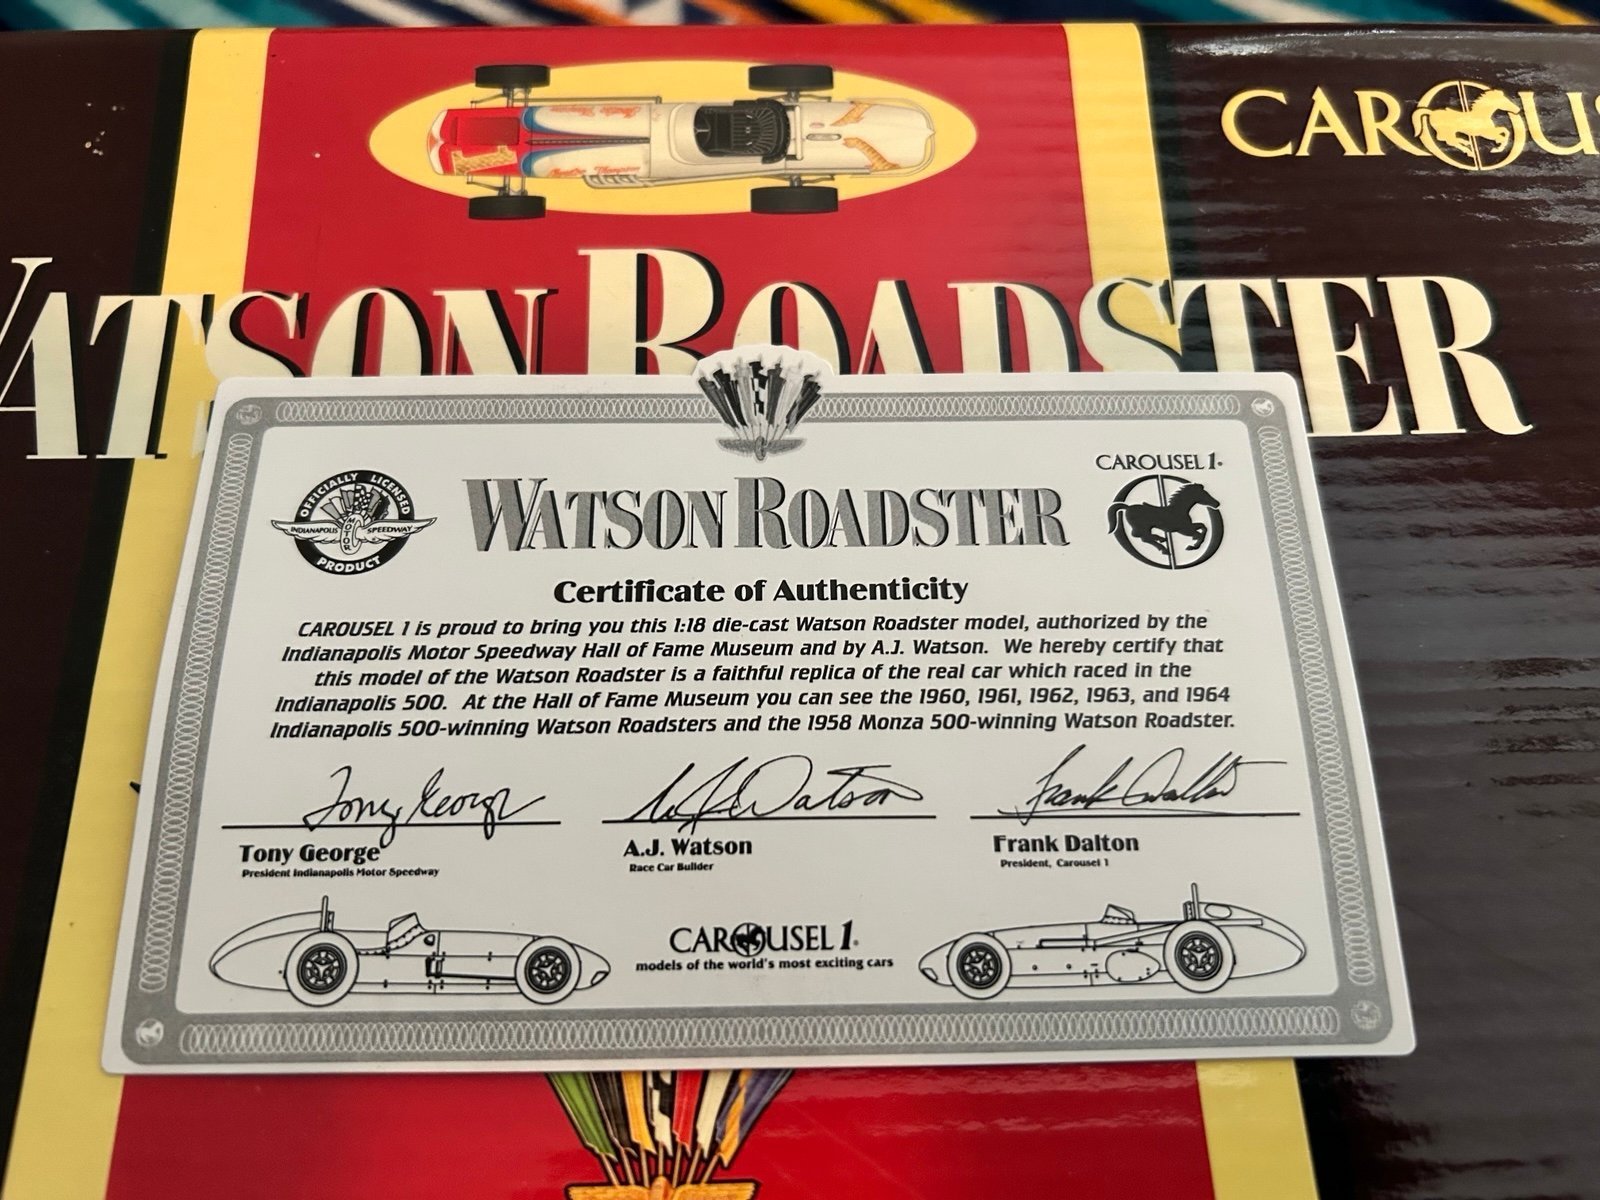 CAROUS
WATSON ROADSTER
OFFICIALLY LICENSED
INDIANAPOLIS MOTOR SPEEDWAY
PRODUCT
WATSON ROADSTER
CAROUSEL 1
Certificate of Authenticity
CAROUSEL 1 is proud to bring you this 1:18 die-cast Watson Roadster model, authorized by the
Indianapolis Motor Speedway Hall of Fame Museum and by A.J. Watson. We hereby certify that
this model of the Watson Roadster is a faithful replica of the real car which raced in the
Indianapolis 500. At the Hall of Fame Museum you can see the 1960, 1961, 1962, 1963, and 1964
Indianapolis 500-winning Watson Roadsters and the 1958 Monza 500-winning Watson Roadster.
Tony George
A.J. Watson
Frank Dalton
Tony George
A.J. Watson
Frank Dalton
President Indianapolis Motor Speedway
Race Car Builder
President, Carousel 1
CAROUSEL 1
models of the world's most exciting cars